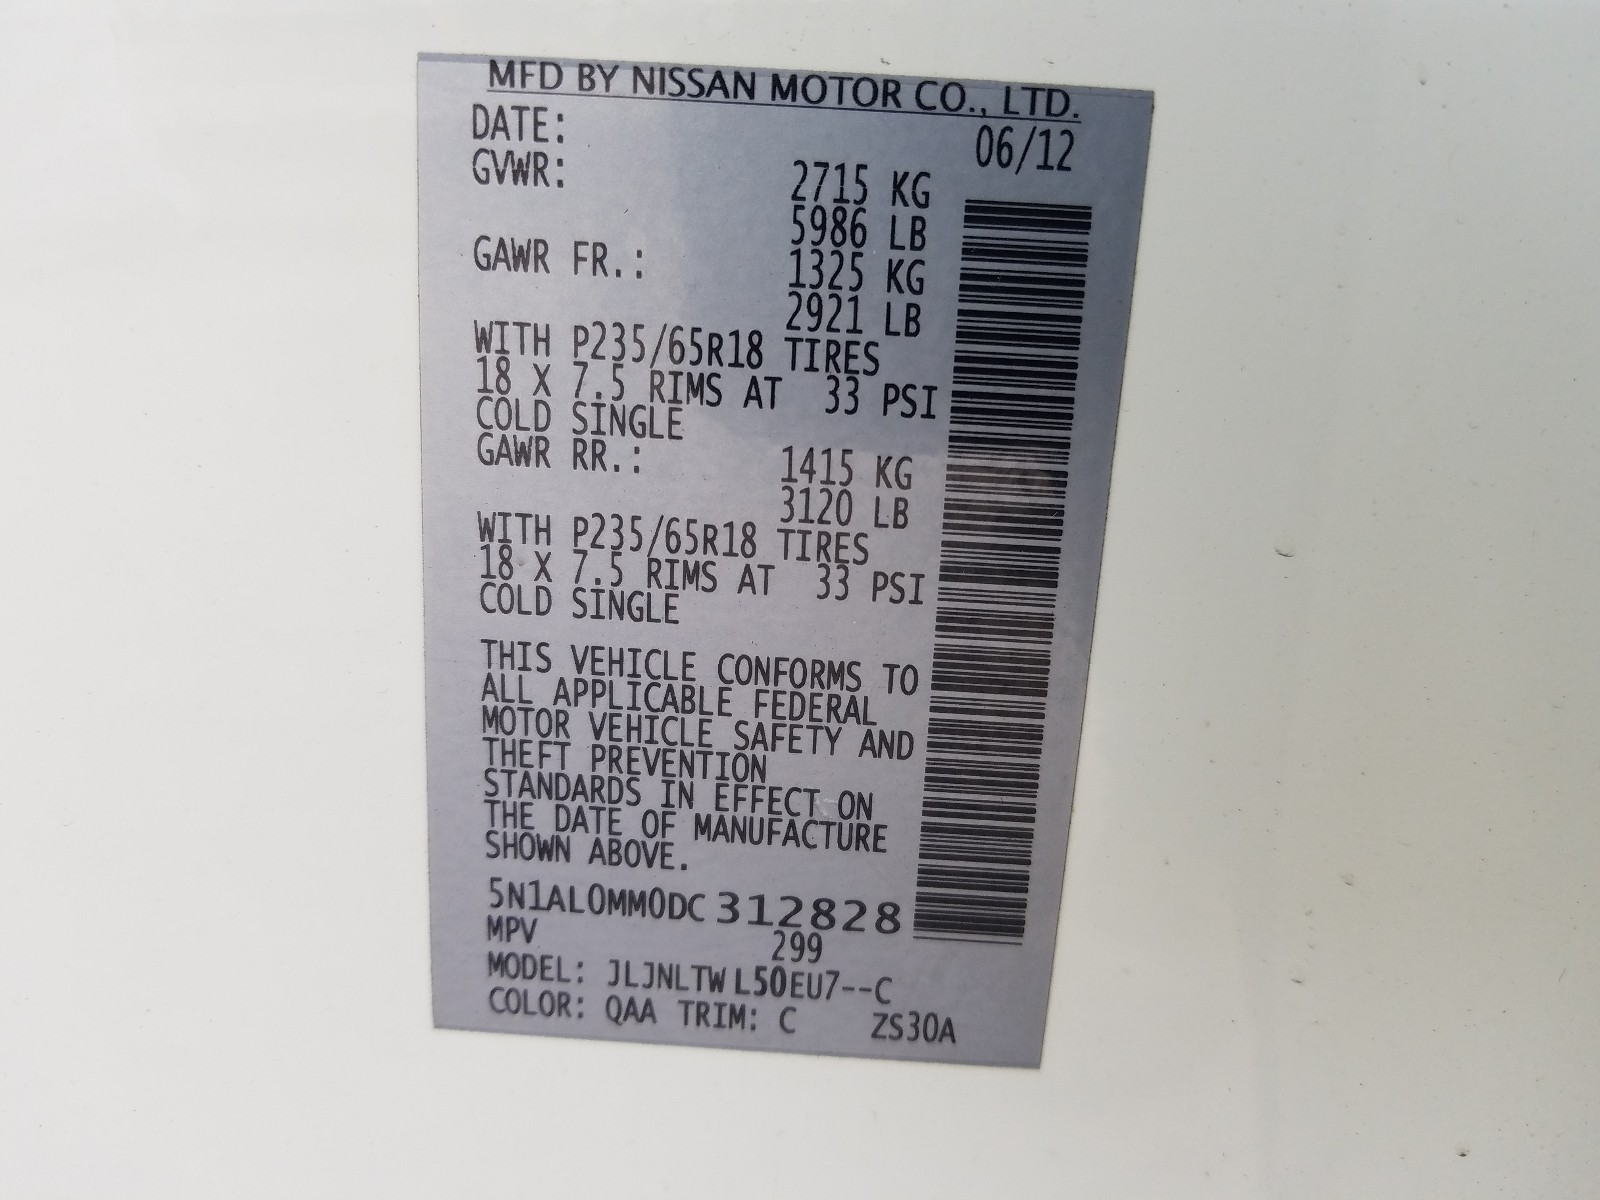 MFD BY NISSAN MOTOR CO., LTD.
DATE: 06/12
GVWR: 2715 KG
5986 LB
GAWR FR.: 1325 KG
2921 LB
WITH P235/65R18 TIRES
18 X 7.5 RIMS AT 33 PSI
COLD SINGLE
GAWR RR.: 1415 KG
3120 LB
WITH P235/65R18 TIRES
18 X 7.5 RIMS AT 33 PSI
COLD SINGLE
THIS VEHICLE CONFORMS TO
ALL APPLICABLE FEDERAL
MOTOR VEHICLE SAFETY AND
THEFT PREVENTION
STANDARDS IN EFFECT ON
THE DATE OF MANUFACTURE
SHOWN ABOVE.
5N1AL0MM0DC 312828
MPV 299
MODEL: JLJNLTW L50EU7--C
COLOR: QAA TRIM: C ZS30A